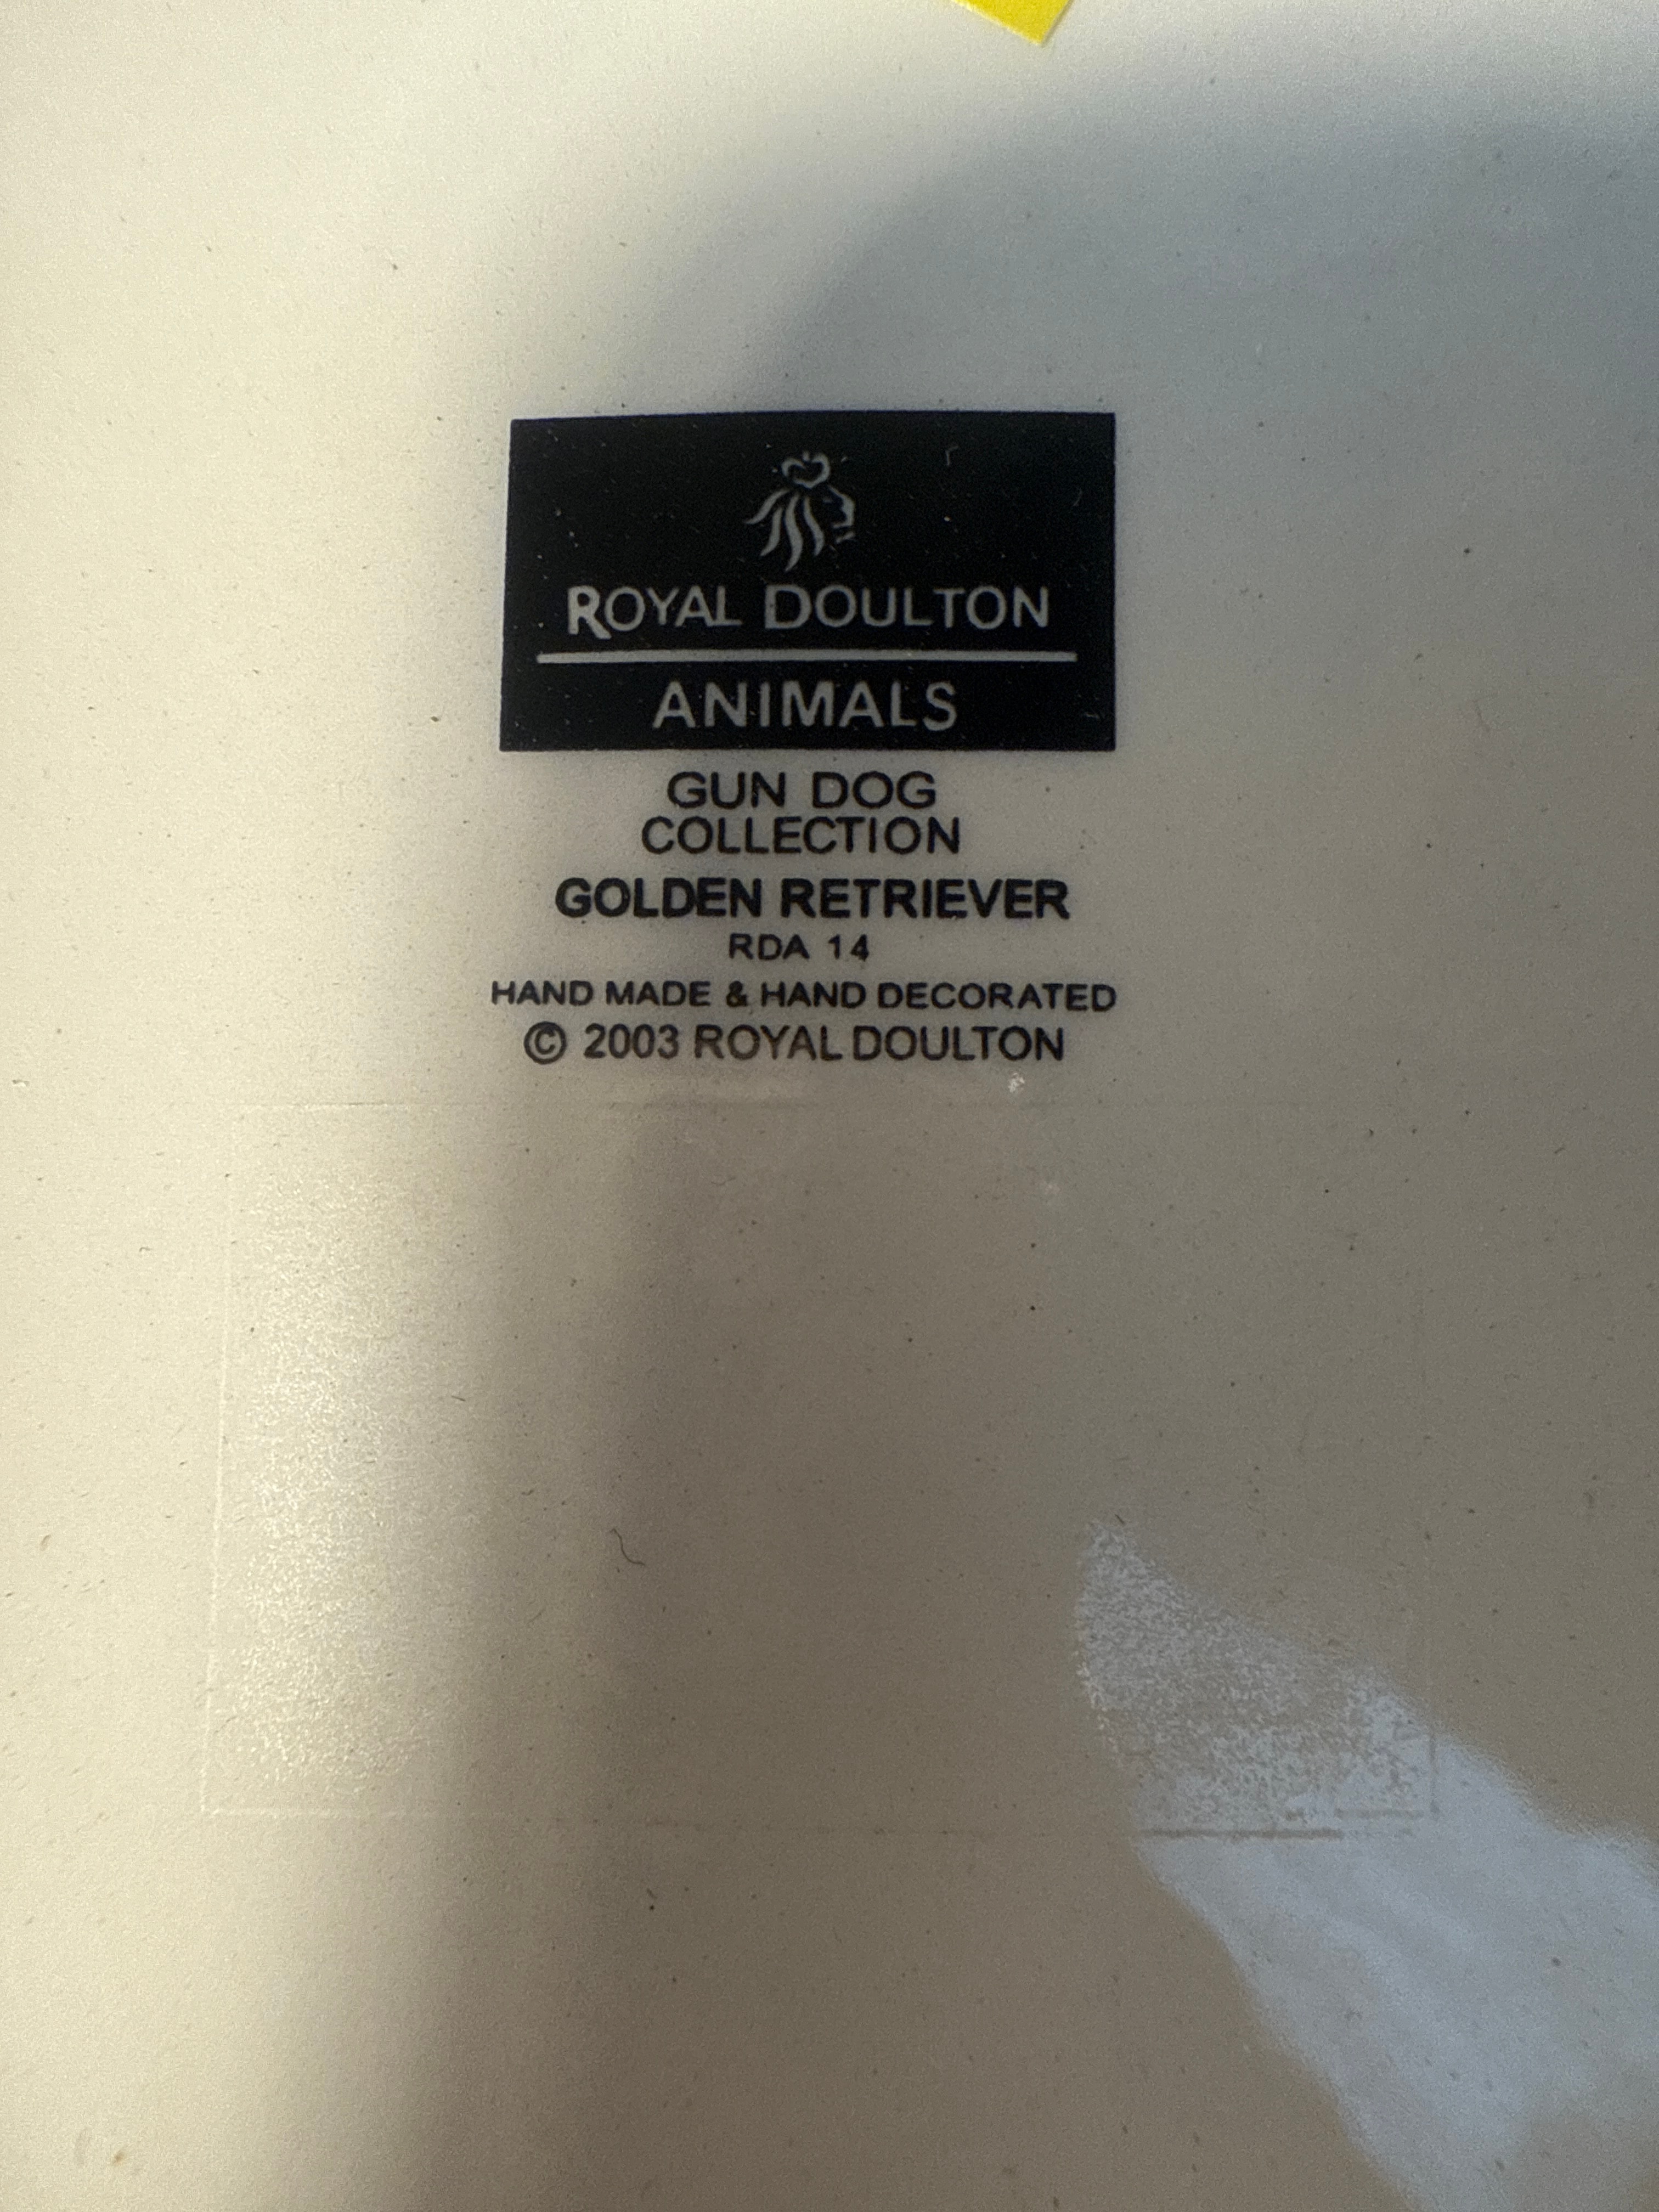 ROYAL DOULTON
ANIMALS
GUN DOG
COLLECTION
GOLDEN RETRIEVER
RDA 14
HAND MADE & HAND DECORATED
© 2003 ROYAL DOULTON